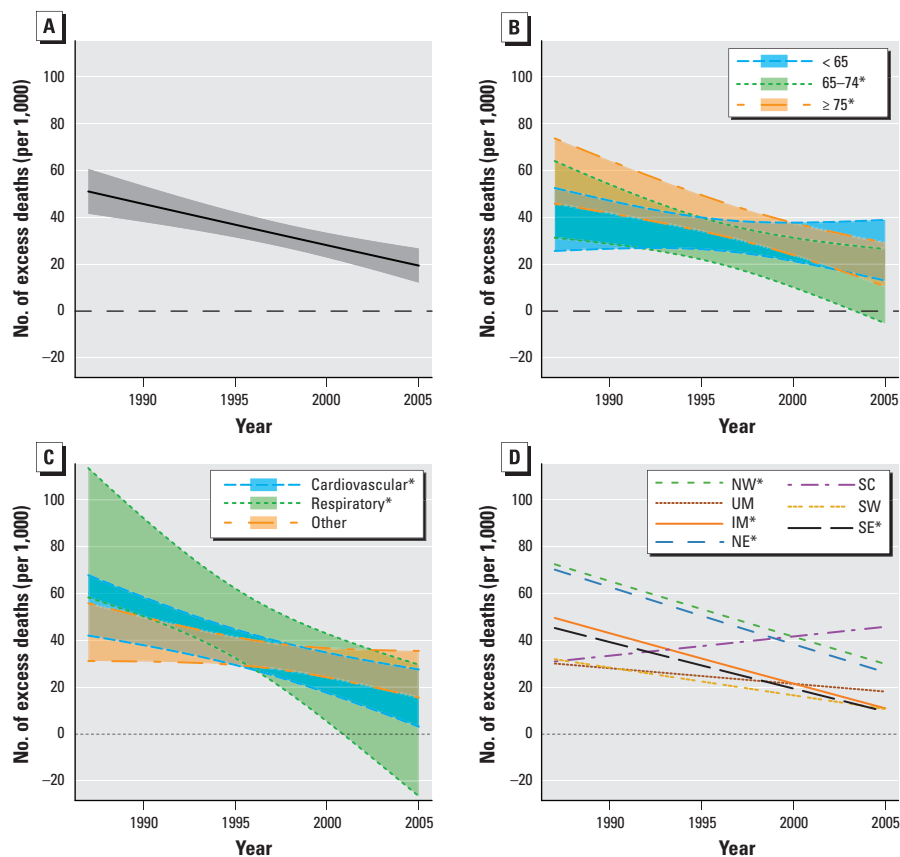 A
No. of excess deaths (per 1,000)
100
80
60
40
20
0
–20
1990
1995
2000
2005
Year
B
No. of excess deaths (per 1,000)
100
80
60
40
20
0
–20
< 65
65–74*
≥ 75*
1990
1995
2000
2005
Year
C
No. of excess deaths (per 1,000)
100
80
60
40
20
0
–20
Cardiovascular*
Respiratory*
Other
1990
1995
2000
2005
Year
D
No. of excess deaths (per 1,000)
100
80
60
40
20
0
–20
NW*
UM
IM*
NE*
SC
SW
SE*
1990
1995
2000
2005
Year